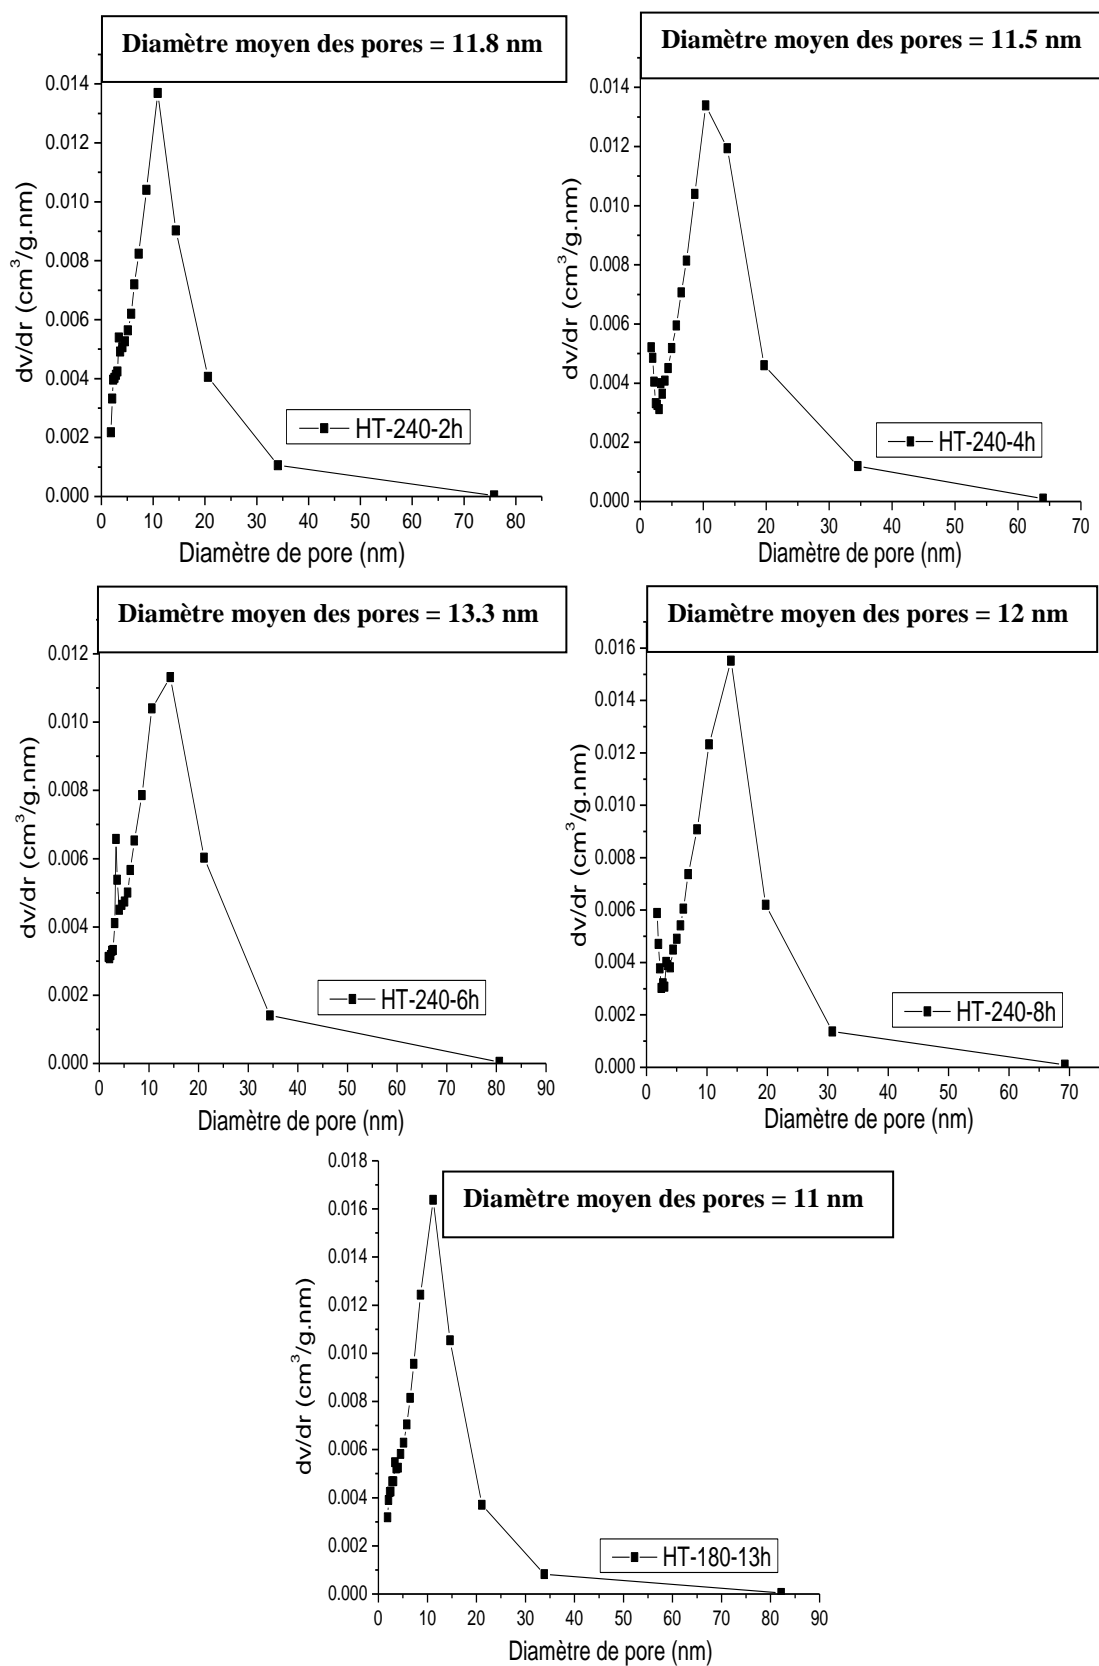 Diamètre moyen des pores = 11.8 nm
0.014
0.012
0.010
0.008
0.006
0.004
0.002
0.000
dv/dr (cm³/g.nm)
HT-240-2h
0 10 20 30 40 50 60 70 80
Diamètre de pore (nm)
Diamètre moyen des pores = 11.5 nm
0.014
0.012
0.010
0.008
0.006
0.004
0.002
0.000
dv/dr (cm³/g.nm)
HT-240-4h
0 10 20 30 40 50 60 70
Diamètre de pore (nm)
Diamètre moyen des pores = 13.3 nm
0.012
0.010
0.008
0.006
0.004
0.002
0.000
dv/dr (cm³/g.nm)
HT-240-6h
0 10 20 30 40 50 60 70 80 90
Diamètre de pore (nm)
Diamètre moyen des pores = 12 nm
0.016
0.014
0.012
0.010
0.008
0.006
0.004
0.002
0.000
dv/dr (cm³/g.nm)
HT-240-8h
0 10 20 30 40 50 60 70
Diamètre de pore (nm)
Diamètre moyen des pores = 11 nm
0.018
0.016
0.014
0.012
0.010
0.008
0.006
0.004
0.002
0.000
dv/dr (cm³/g.nm)
HT-180-13h
0 10 20 30 40 50 60 70 80 90
Diamètre de pore (nm)